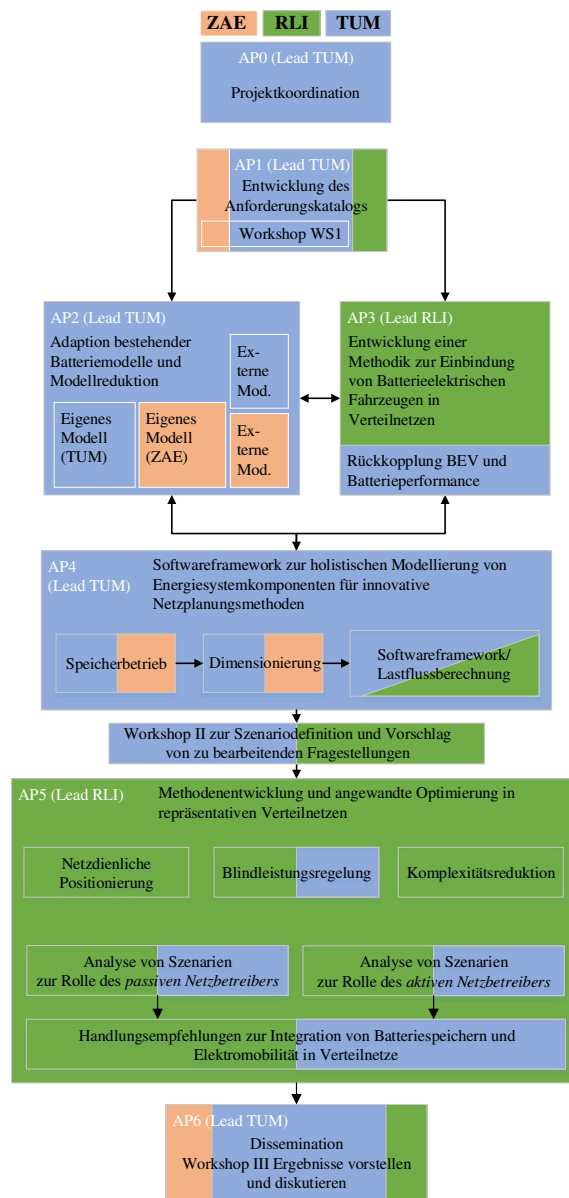 ZAE RLI TUM
AP0 (Lead TUM)
Projektkoordination
AP1 (Lead TUM)
Entwicklung des
Anforderungskatalogs
Workshop WS1
AP2 (Lead TUM)
Adaption bestehender
Batteriemodelle und
Modellreduktion
Ex-
terne
Mod.
Eigenes
Modell
(TUM)
Eigenes
Modell
(ZAE)
Ex-
terne
Mod.
AP3 (Lead RLI)
Entwicklung einer
Methodik zur Einbindung
von Batterieelektrischen
Fahrzeugen in
Verteilnetzen
Rückkopplung BEV und
Batterieperformance
AP4
(Lead TUM)
Softwareframework zur holistischen Modellierung von
Energiesystemkomponenten für innovative
Netzplanungsmethoden
Speicherbetrieb
Dimensionierung
Softwareframework/
Lastflussberechnung
Workshop II zur Szenariodefinition und Vorschlag
von zu bearbeitenden Fragestellungen
AP5 (Lead RLI)
Methodenentwicklung und angewandte Optimierung in
repräsentativen Verteilnetzen
Netzdienliche
Positionierung
Blindleistungsregelung
Komplexitätsreduktion
Analyse von Szenarien
zur Rolle des passiven Netzbetreibers
Analyse von Szenarien
zur Rolle des aktiven Netzbetreibers
Handlungsempfehlungen zur Integration von Batteriespeichern und
Elektromobilität in Verteilnetze
AP6 (Lead TUM)
Dissemination
Workshop III Ergebnisse vorstellen
und diskutieren